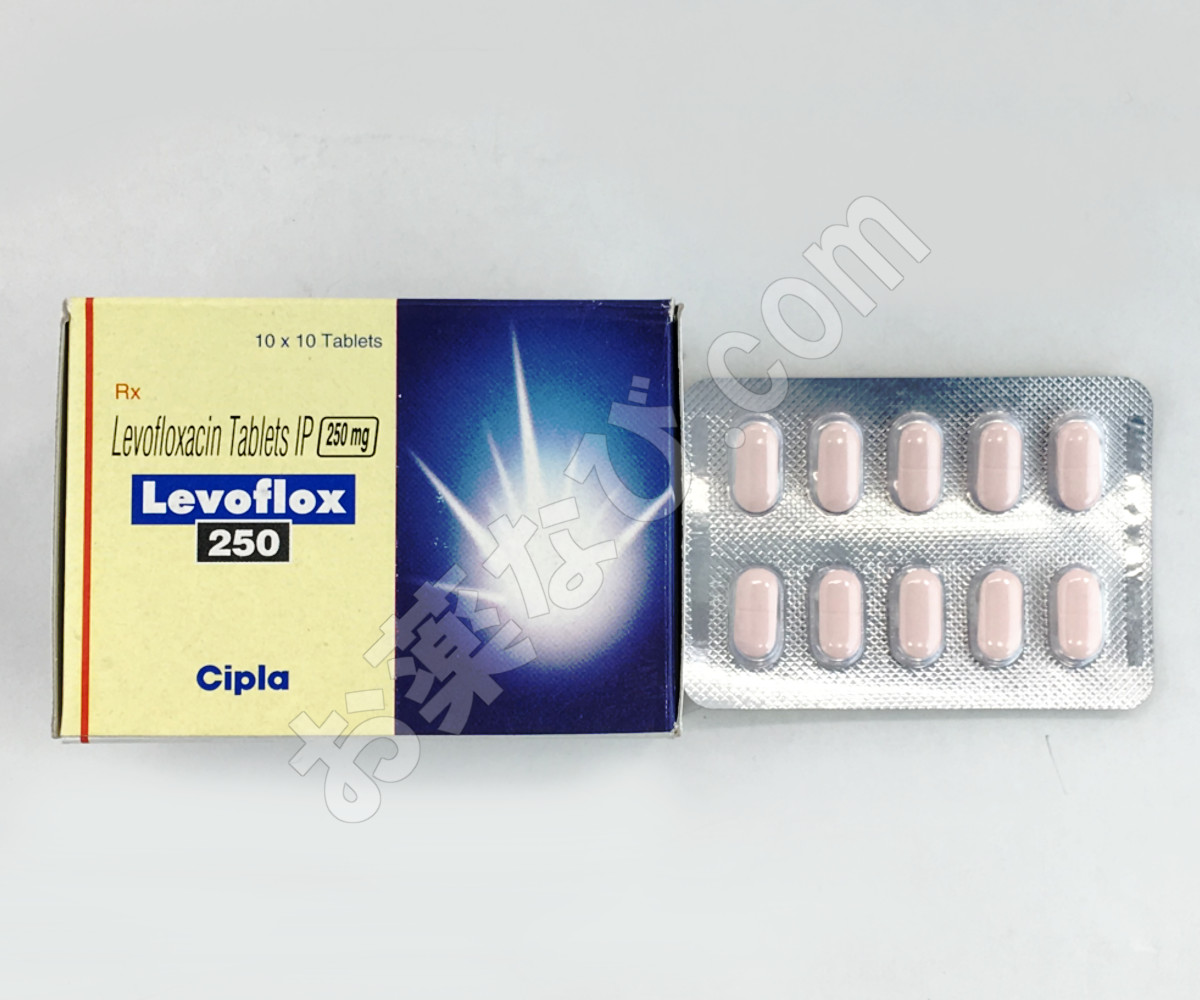 10 x 10 Tablets
Rx
Levofloxacin Tablets IP 250 mg
Levoflox
250
Cipla
お薬なび.com